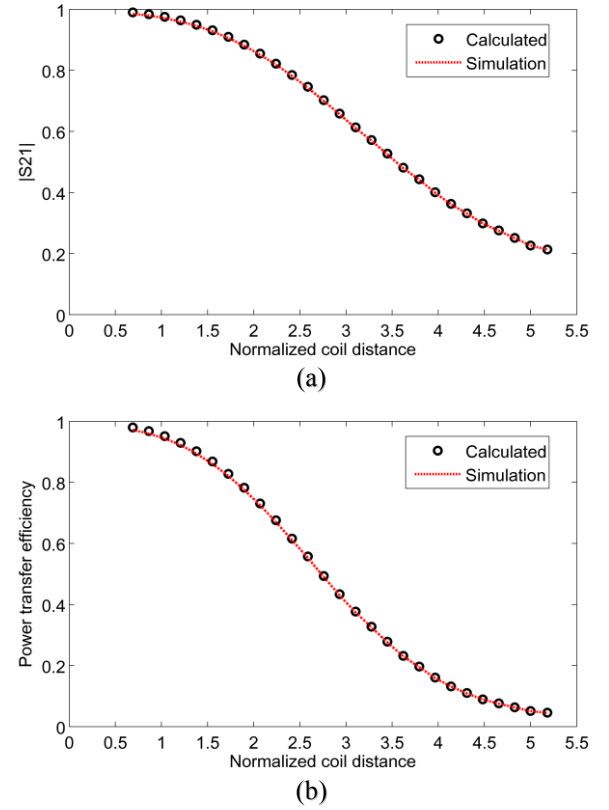 1
0.8
0.6
0.4
0.2
0
|S21|
Calculated
Simulation
0 0.5 1 1.5 2 2.5 3 3.5 4 4.5 5 5.5
Normalized coil distance
(a)
1
0.8
0.6
0.4
0.2
0
Power transfer efficiency
Calculated
Simulation
0 0.5 1 1.5 2 2.5 3 3.5 4 4.5 5 5.5
Normalized coil distance
(b)